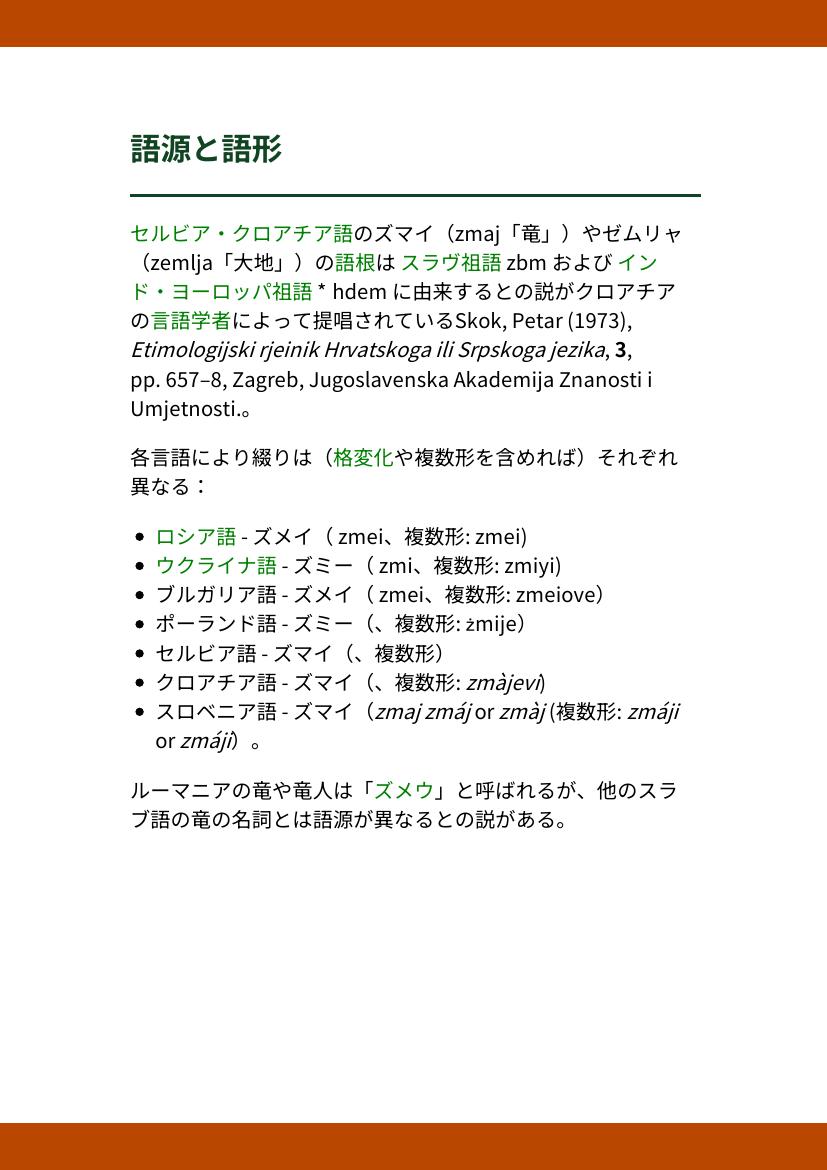 語源と語形
セルビア・クロアチア語のズマイ（zmaj「竜」）やゼムリャ
（zemlja「大地」）の語根は スラヴ祖語 zbm および イン
ド・ヨーロッパ祖語 * hdem に由来するとの説がクロアチア
の言語学者によって提唱されているSkok, Petar (1973),
Etimologijski rjeinik Hrvatskoga ili Srpskoga jezika, 3,
pp. 657–8, Zagreb, Jugoslavenska Akademija Znanosti i
Umjetnosti.。
各言語により綴りは（格変化や複数形を含めれば）それぞれ
異なる：
• ロシア語 - ズメイ（ zmei、複数形: zmei)
• ウクライナ語 - ズミー（ zmi、複数形: zmiyi)
• ブルガリア語 - ズメイ（ zmei、複数形: zmeiove）
• ポーランド語 - ズミー（、複数形: żmije）
• セルビア語 - ズマイ（、複数形）
• クロアチア語 - ズマイ（、複数形: zmàjevi)
• スロベニア語 - ズマイ（zmaj zmáj or zmàj (複数形: zmáji
or zmáji）。
ルーマニアの竜や竜人は「ズメウ」と呼ばれるが、他のスラ
ブ語の竜の名詞とは語源が異なるとの説がある。